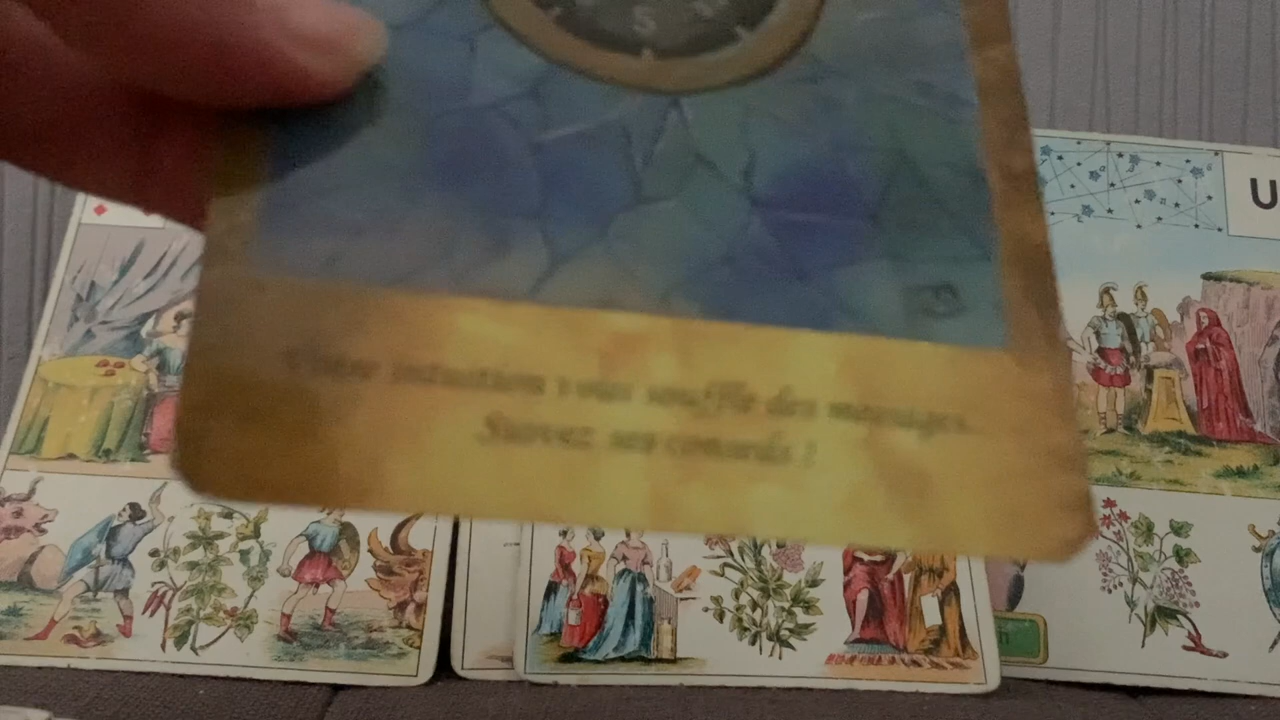 S
U
Votre intuition vous souffle des messages.
Suivez ses conseils !